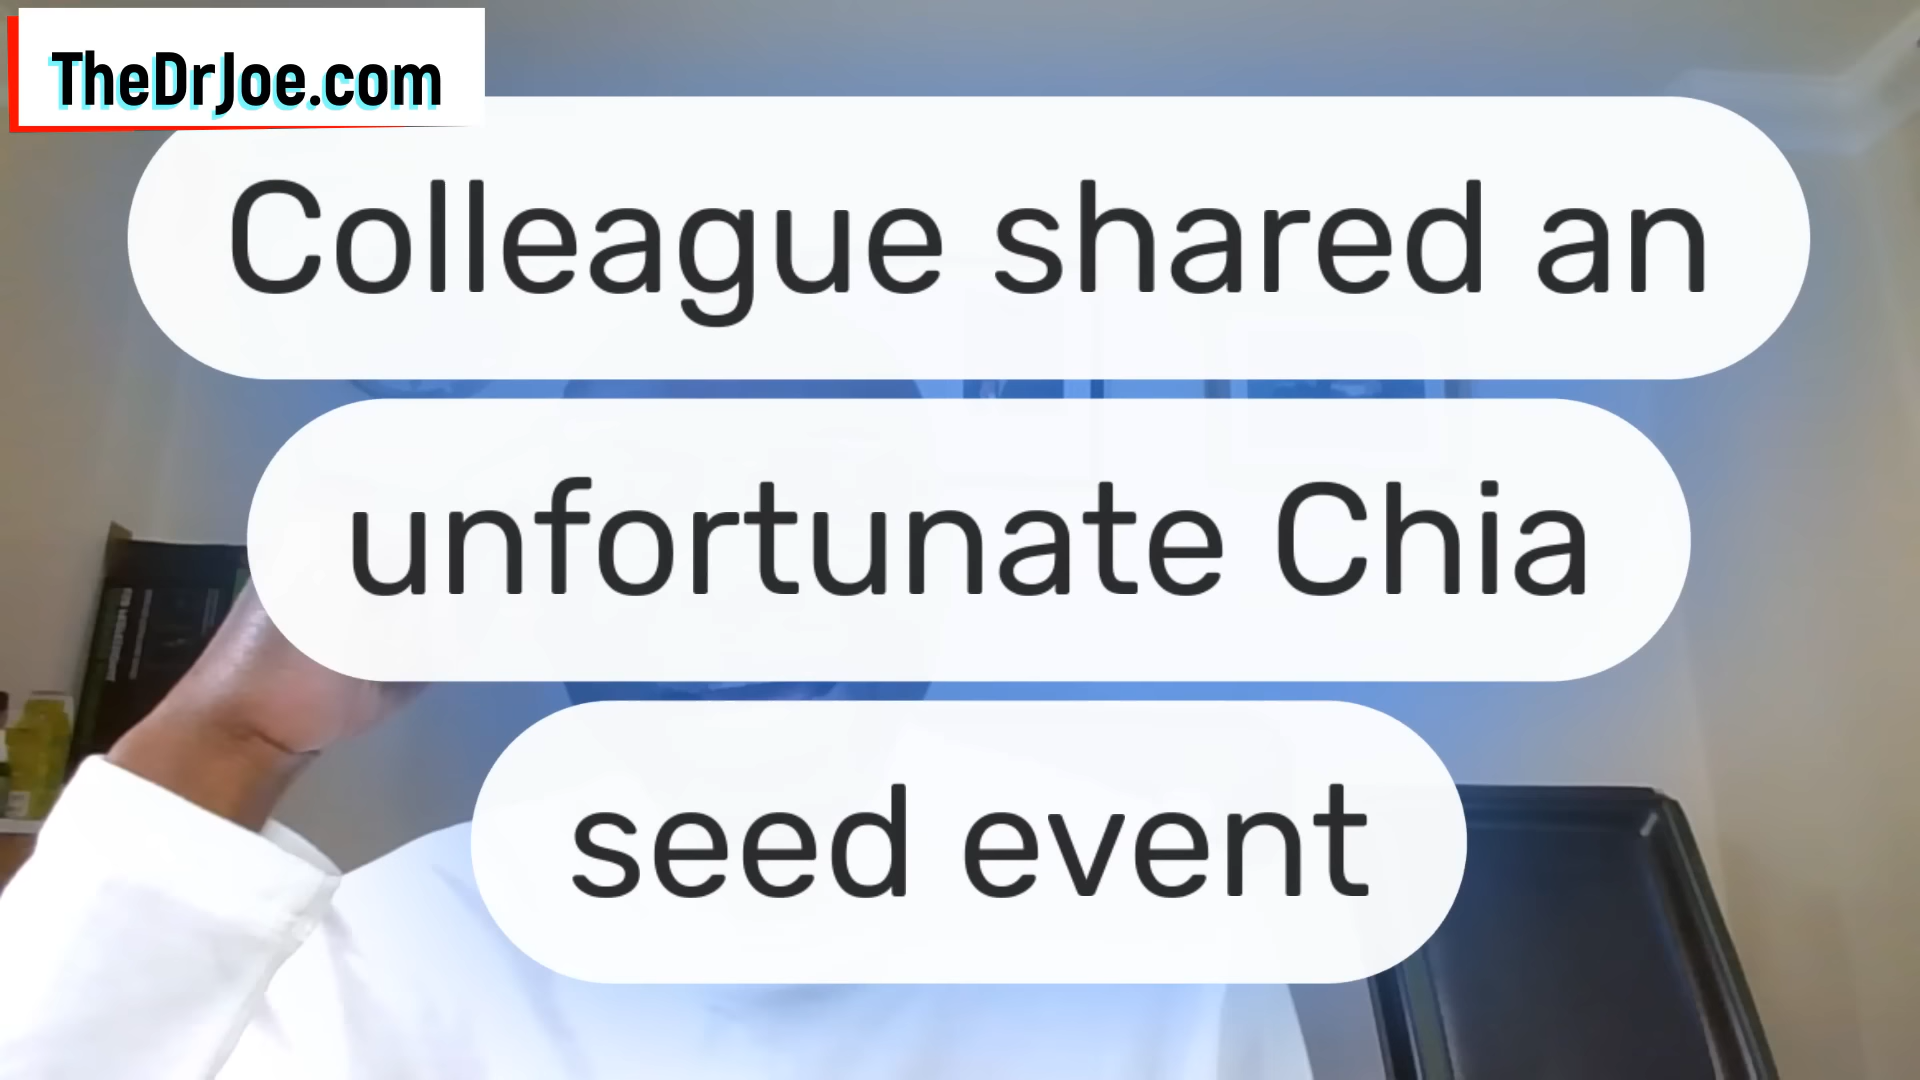 TheDrJoe.com
Colleague shared an
unfortunate Chia
seed event